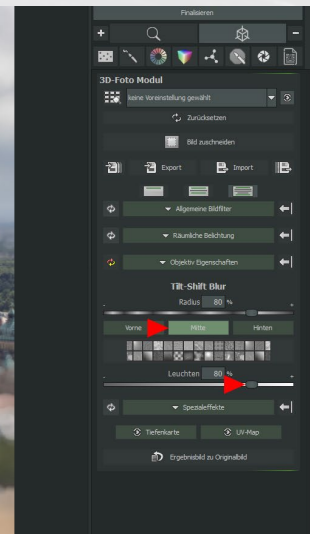 Finalisieren
3D-Foto Modul
keine Voreinstellung gewählt
Zurücksetzen
Bild zuschneiden
Export Import
Allgemeine Bildfilter
Räumliche Belichtung
Objektiv Eigenschaften
Tilt-Shift Blur
Radius 80 %
Vorne Mitte Hinten
Leuchten 80 %
Spezialeffekte
Tiefenkarte UV-Map
Ergebnisbild zu Originalbild